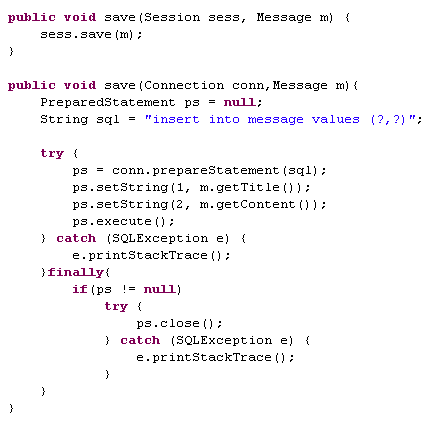 public void save(Session sess, Message m) {
    sess.save(m);
}

public void save(Connection conn,Message m){
    PreparedStatement ps = null;
    String sql = "insert into message values (?,?)";

    try {
        ps = conn.prepareStatement(sql);
        ps.setString(1, m.getTitle());
        ps.setString(2, m.getContent());
        ps.execute();
    } catch (SQLException e) {
        e.printStackTrace();
    }finally{
        if(ps != null)
            try {
                ps.close();
            } catch (SQLException e) {
                e.printStackTrace();
            }
    }
}